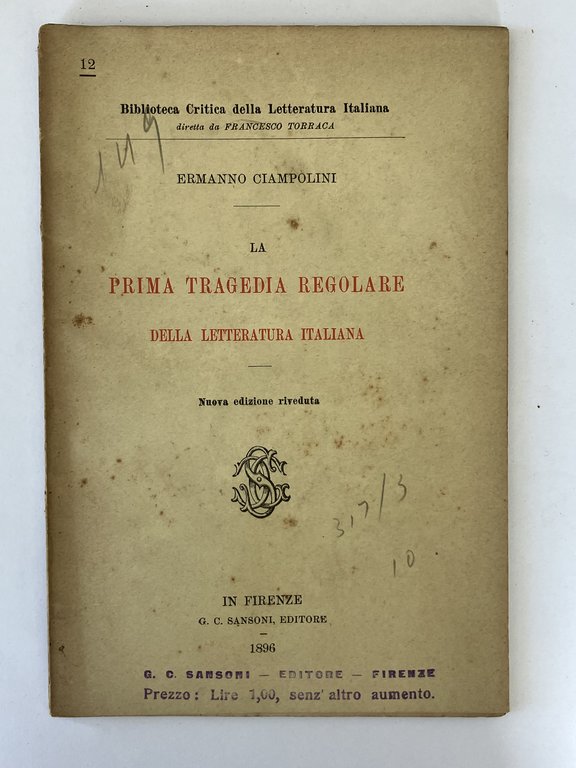 12
Biblioteca Critica della Letteratura Italiana
diretta da FRANCESCO TORRACA
149
ERMANNO CIAMPOLINI
LA
PRIMA TRAGEDIA REGOLARE
DELLA LETTERATURA ITALIANA
Nuova edizione riveduta
317/3
10
IN FIRENZE
G. C. SANSONI, EDITORE
1896
G. C. SANSONI — EDITORE — FIRENZE
Prezzo: Lire 1,00, senz' altro aumento.